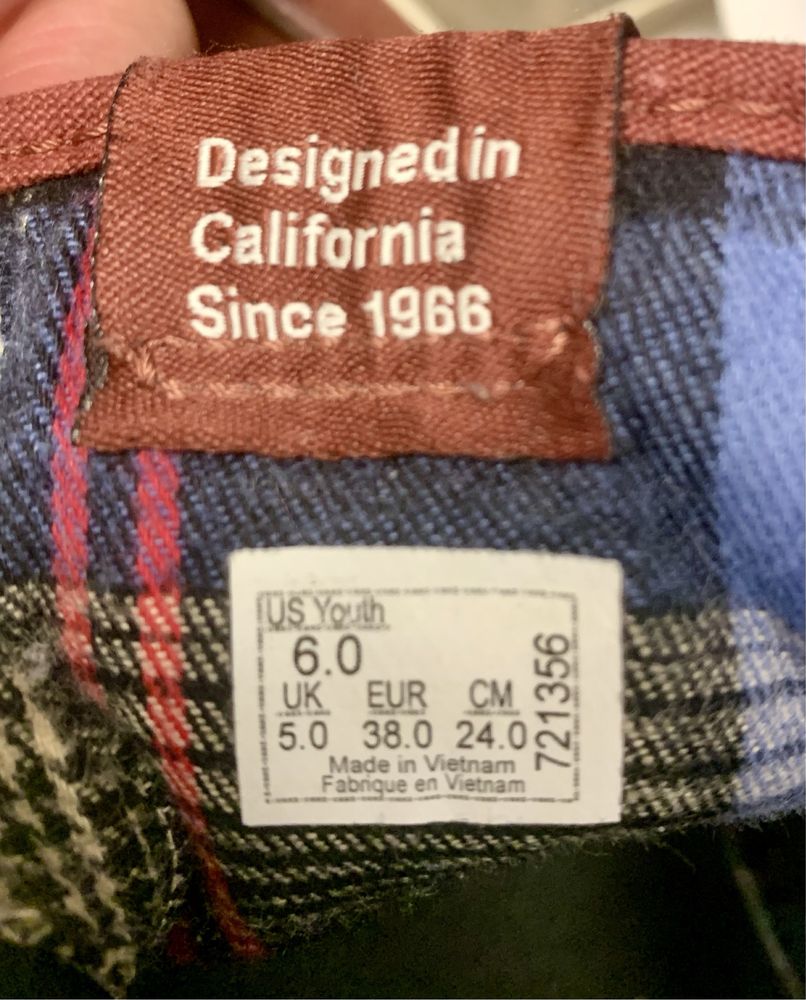 Designed in
California
Since 1966
US Youth
6.0
UK EUR CM
5.0 38.0 24.0
Made in Vietnam
Fabrique en Vietnam
721356